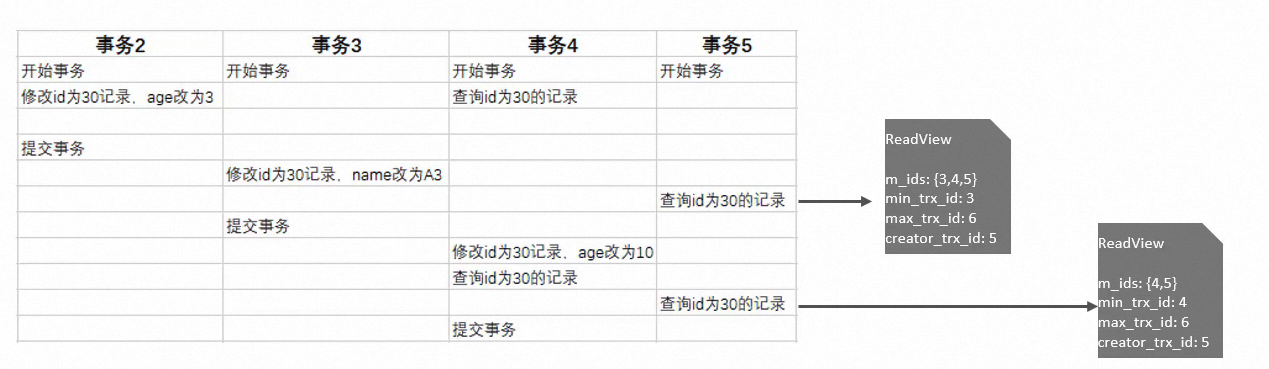 事务2 事务3 事务4 事务5
开始事务 开始事务 开始事务 开始事务
修改id为30记录，age改为3 查询id为30的记录
提交事务
修改id为30记录，name改为A3
查询id为30的记录
提交事务
修改id为30记录，age改为10
查询id为30的记录
查询id为30的记录
提交事务
ReadView
m_ids: {3,4,5}
min_trx_id: 3
max_trx_id: 6
creator_trx_id: 5
ReadView
m_ids: {4,5}
min_trx_id: 4
max_trx_id: 6
creator_trx_id: 5